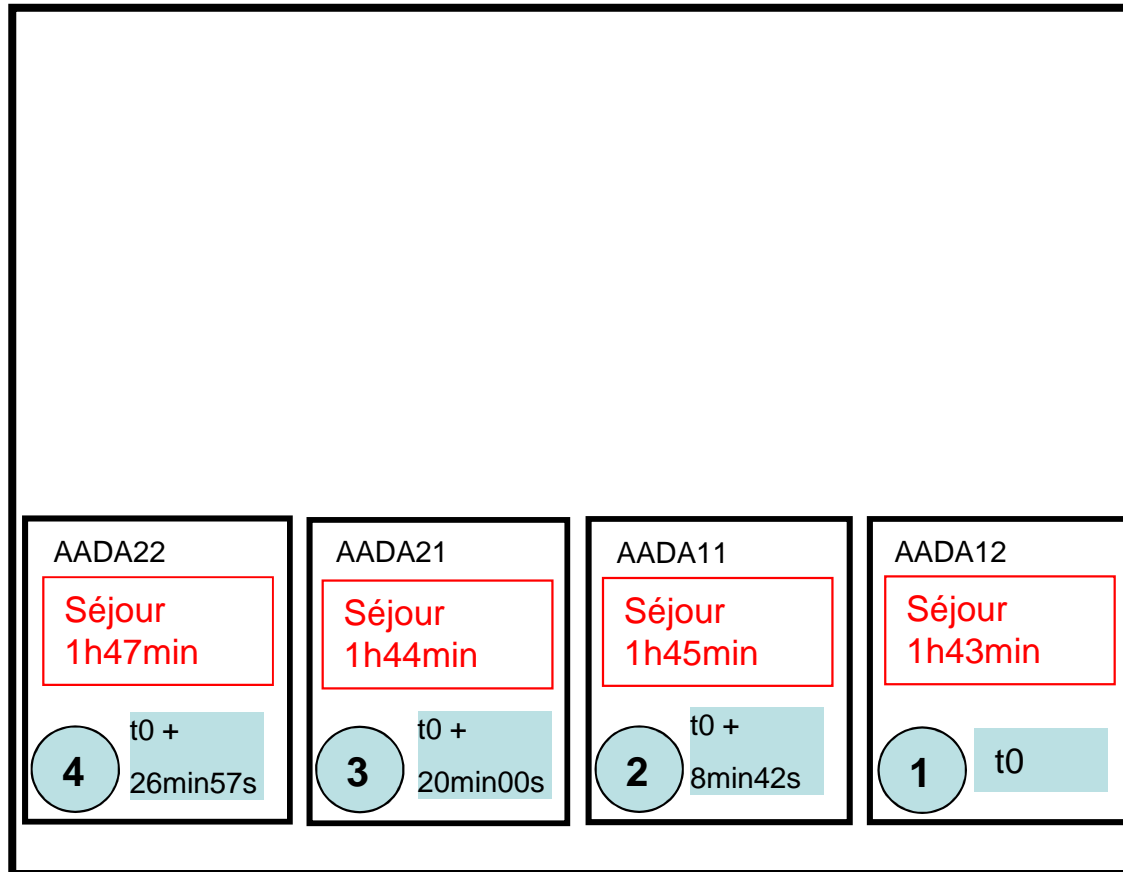 AADA22
Séjour
1h47min
4
t0 +
26min57s
AADA21
Séjour
1h44min
3
t0 +
20min00s
AADA11
Séjour
1h45min
2
t0 +
8min42s
AADA12
Séjour
1h43min
1
t0